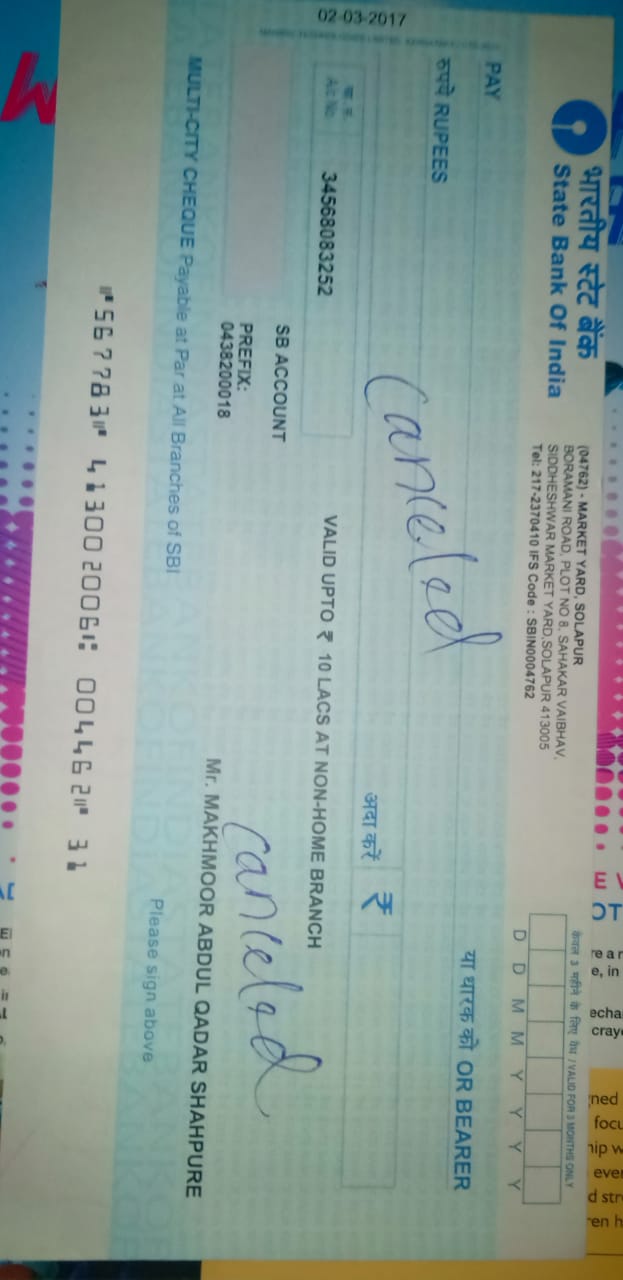 भारतीय स्टेट बैंक
State Bank Of India
(04762) - MARKET YARD, SOLAPUR
BORAMANI ROAD, PLOT NO 8, SAHAKAR VAIBHAV,
SIDDHESHWAR MARKET YARD,SOLAPUR 413005
Tel: 217-2370410 IFS Code : SBIN0004762
केवल 3 महीने के लिए वैध / VALID FOR 3 MONTHS ONLY
D D M M Y Y Y Y
PAY
या धारक को OR BEARER
रुपये RUPEES
Canceled
अदा करें ₹
A/c No.
34568083252
VALID UPTO ₹ 10 LACS AT NON-HOME BRANCH
02-03-2017
SB ACCOUNT
PREFIX:
0438200018
Canceled
Mr. MAKHMOOR ABDUL QADAR SHAHPURE
MULTI-CITY CHEQUE Payable at Par at All Branches of SBI
Please sign above
⑈567783⑈ 413002006⑆ 004462⑈ 31